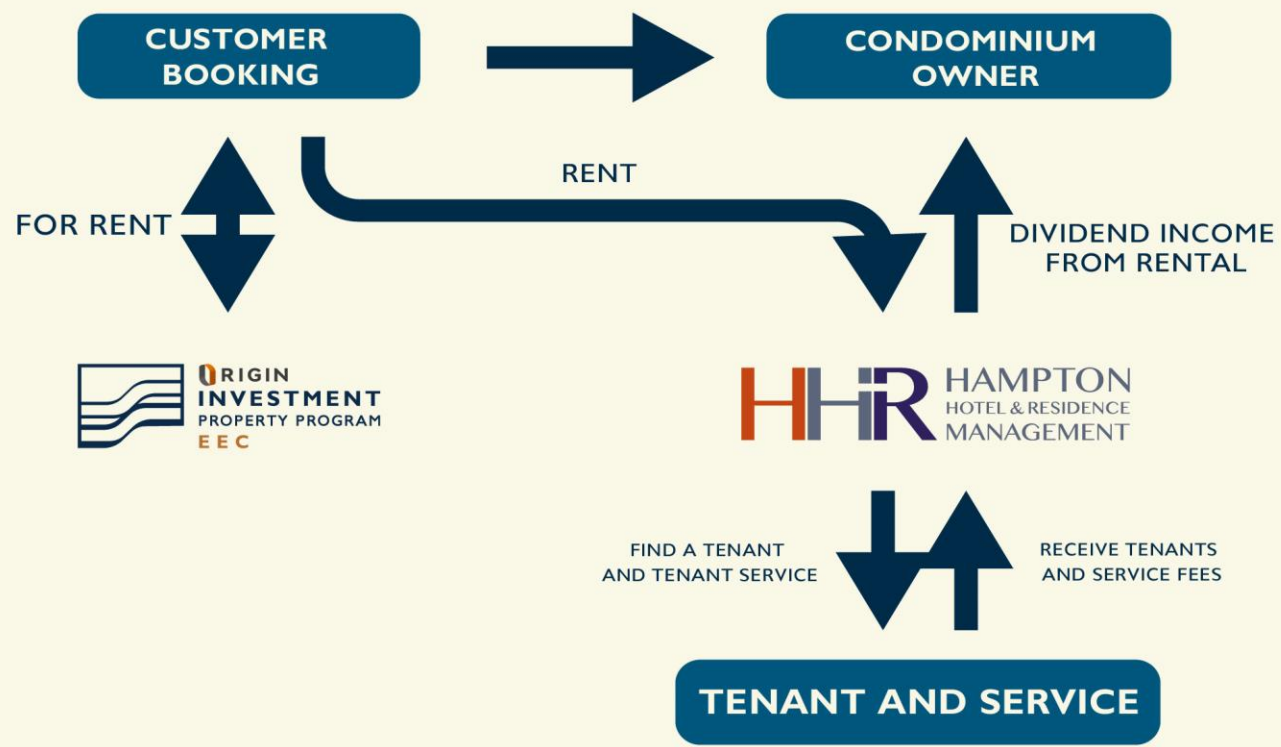 CUSTOMER
BOOKING
CONDOMINIUM
OWNER
RENT
FOR RENT
DIVIDEND INCOME
FROM RENTAL
ORIGIN
INVESTMENT
PROPERTY PROGRAM
EEC
HHR
HAMPTON
HOTEL & RESIDENCE
MANAGEMENT
FIND A TENANT
AND TENANT SERVICE
RECEIVE TENANTS
AND SERVICE FEES
TENANT AND SERVICE